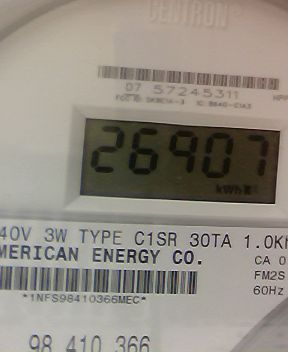 CENTRON®
07 57245311
26907
kWh
40V 3W TYPE C1SR 30TA 1.0Kh
MERICAN ENERGY CO.
CA 0
FM2S
60Hz
*1NFS98410366MEC*
98 410 366